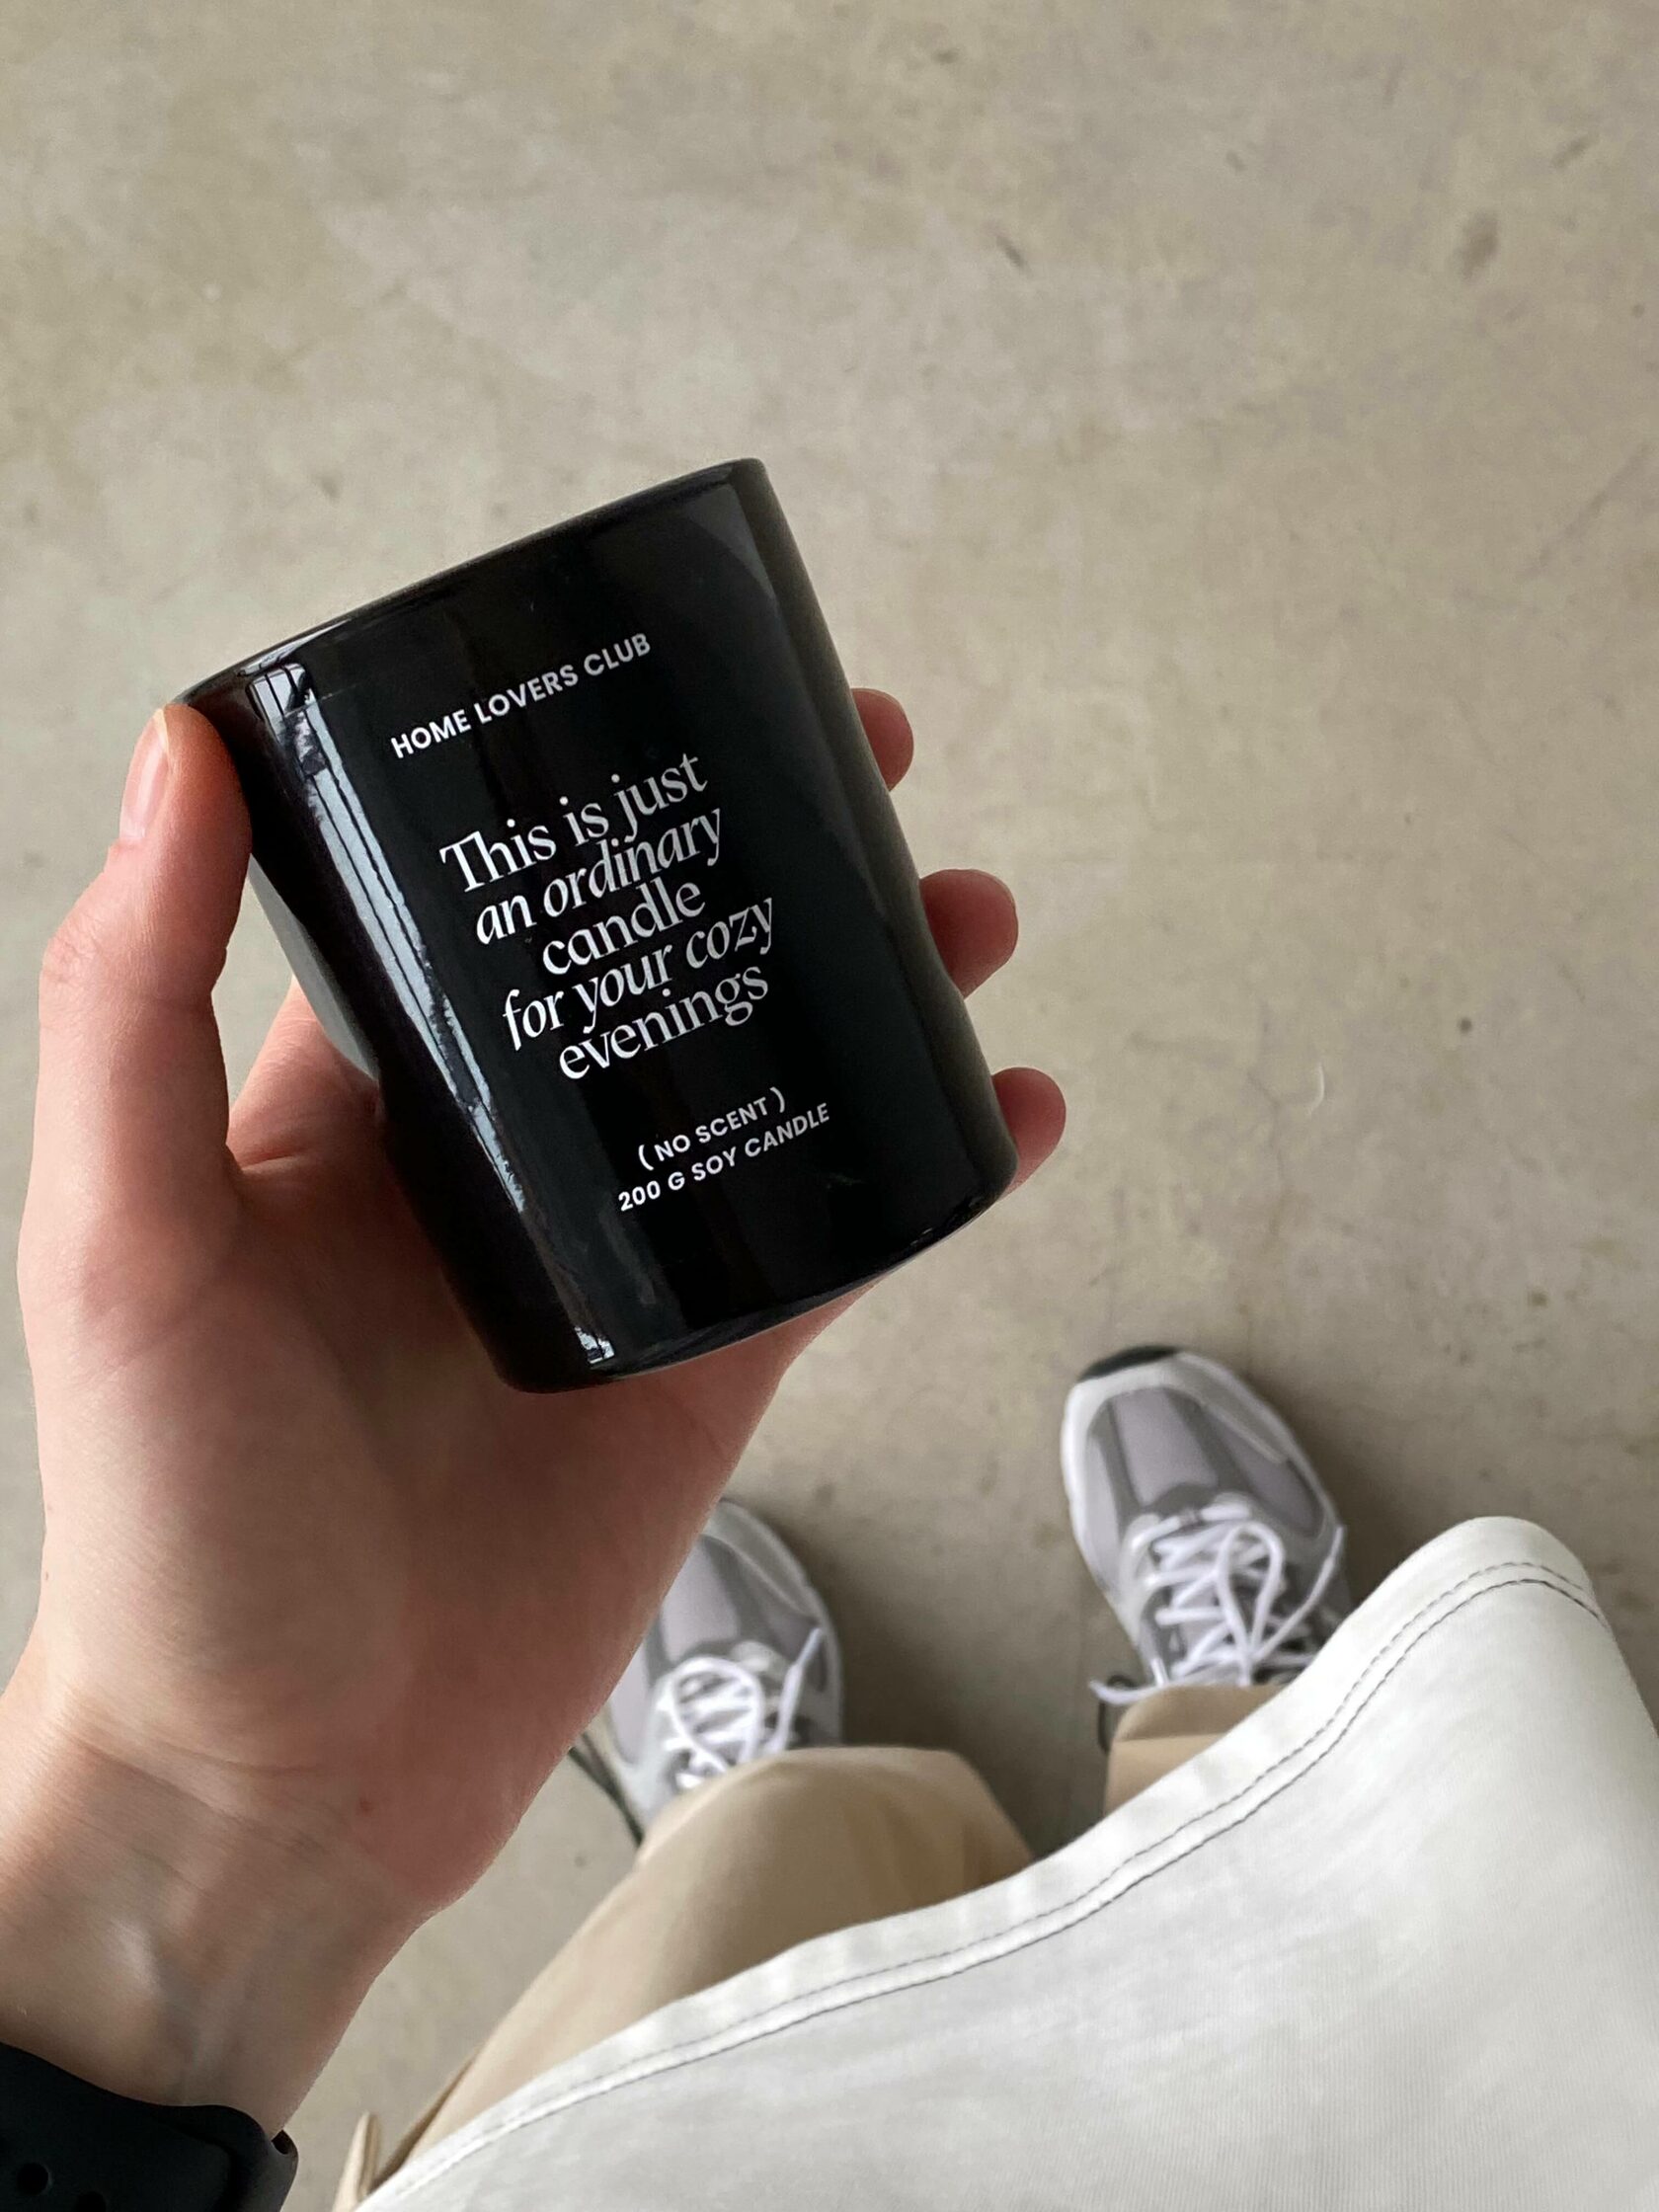 HOME LOVERS CLUB
This is just
an ordinary
candle
for your cozy
evenings
( NO SCENT )
200 G SOY CANDLE